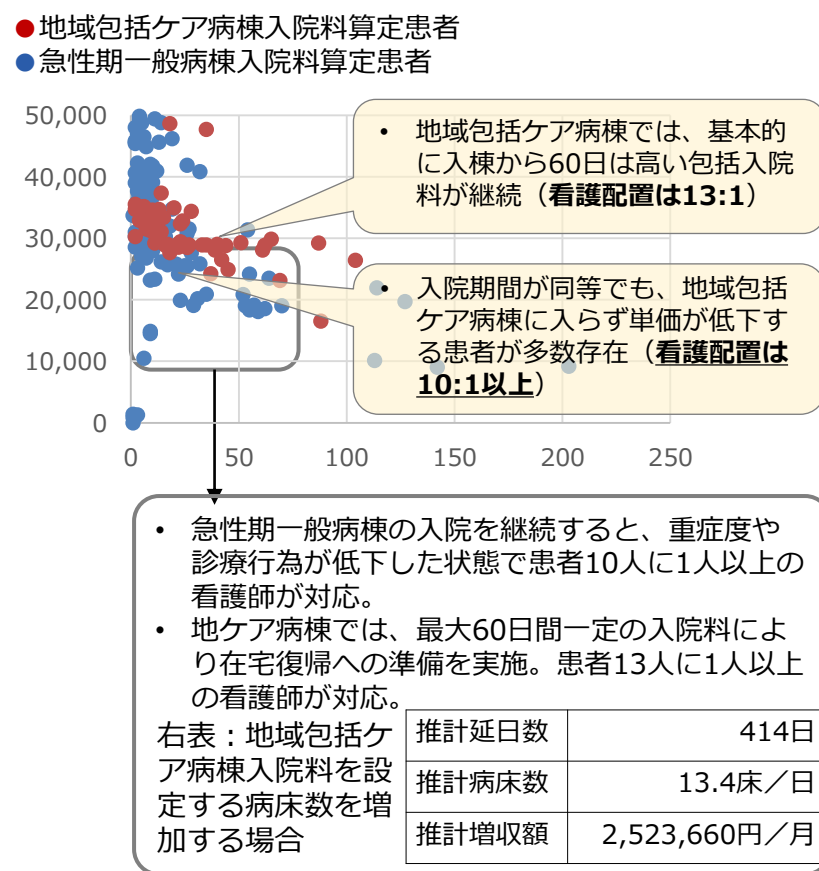 ●地域包括ケア病棟入院料算定患者
●急性期一般病棟入院料算定患者
50,000
40,000
30,000
20,000
10,000
0
0 50 100 150 200 250
• 地域包括ケア病棟では、基本的
に入棟から60日は高い包括入院
料が継続（看護配置は13:1）
• 入院期間が同等でも、地域包括
ケア病棟に入らず単価が低下す
る患者が多数存在（看護配置は
10:1以上）
• 急性期一般病棟の入院を継続すると、重症度や
診療行為が低下した状態で患者10人に1人以上の
看護師が対応。
• 地ケア病棟では、最大60日間一定の入院料によ
り在宅復帰への準備を実施。患者13人に1人以上
の看護師が対応。
右表：地域包括ケ
ア病棟入院料を設
定する病床数を増
加する場合
推計延日数 414日
推計病床数 13.4床／日
推計増収額 2,523,660円／月